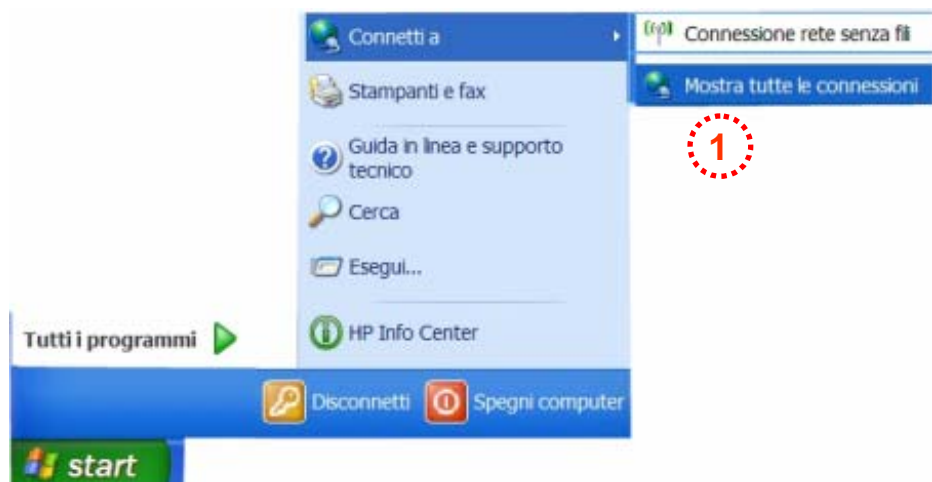 Connetti a
Connessione rete senza fili
Mostra tutte le connessioni
1
Stampanti e fax
Guida in linea e supporto
tecnico
Cerca
Esegui...
HP Info Center
Tutti i programmi
Disconnetti
Spegni computer
start